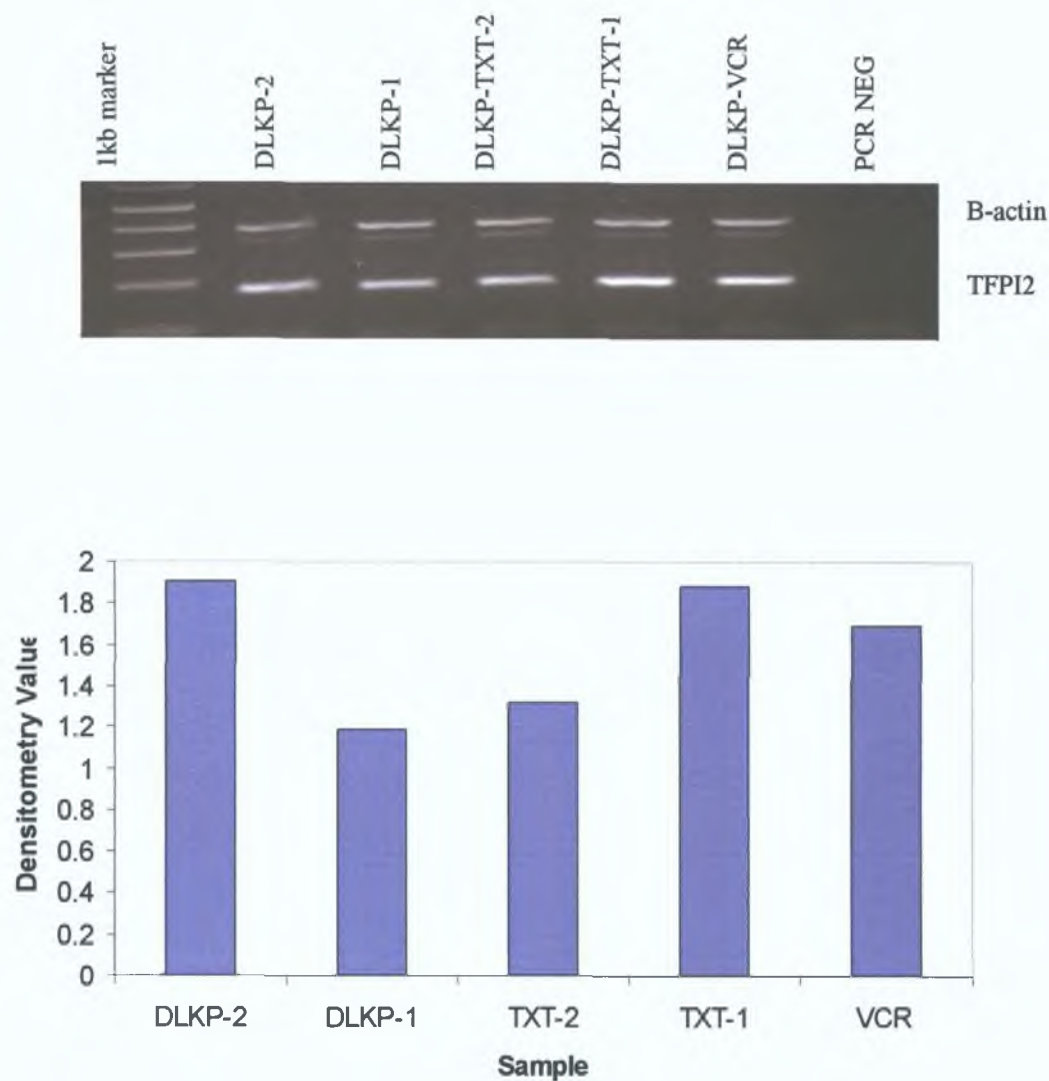 1kb marker
DLKP-2
DLKP-1
DLKP-TXT-2
DLKP-TXT-1
DLKP-VCR
PCR NEG
B-actin
TFPI2
2
1.8
1.6
1.4
1.2
1
0.8
0.6
0.4
0.2
0
Densitometry Value
DLKP-2
DLKP-1
TXT-2
TXT-1
VCR
Sample